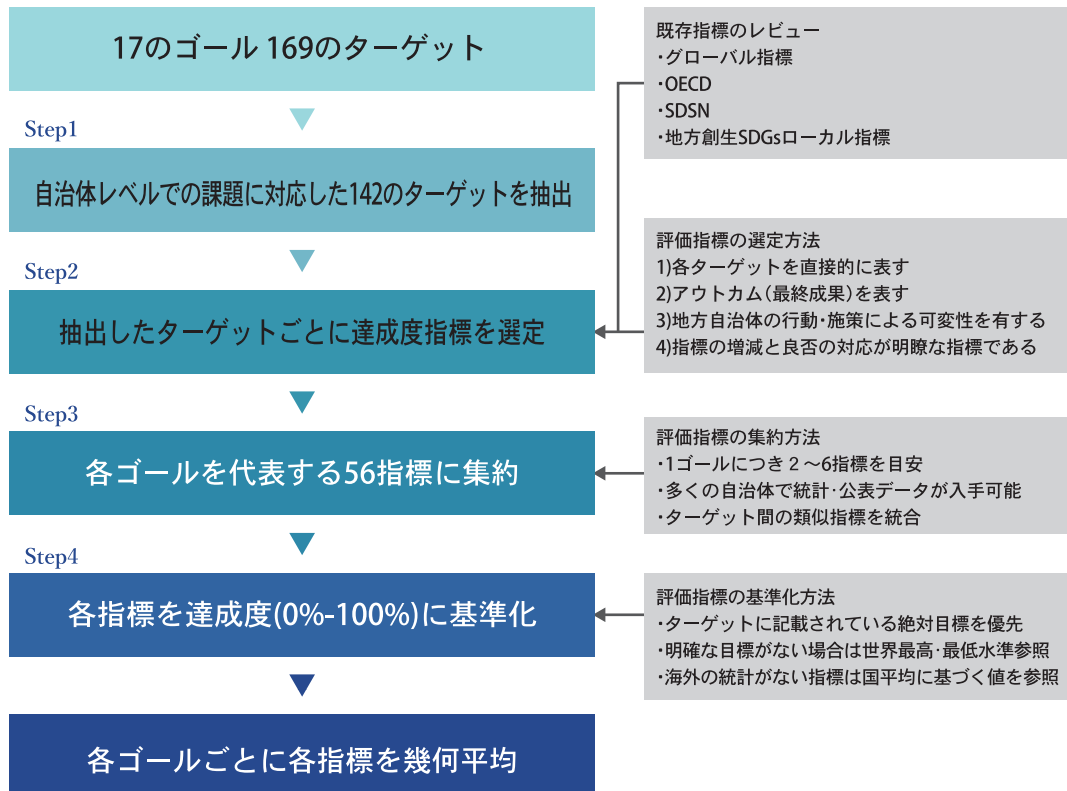 17のゴール 169のターゲット
Step1
自治体レベルでの課題に対応した142のターゲットを抽出
Step2
抽出したターゲットごとに達成度指標を選定
Step3
各ゴールを代表する56指標に集約
Step4
各指標を達成度(0%-100%)に基準化
各ゴールごとに各指標を幾何平均
既存指標のレビュー
・グローバル指標
・OECD
・SDSN
・地方創生SDGsローカル指標
評価指標の選定方法
1)各ターゲットを直接的に表す
2)アウトカム(最終成果)を表す
3)地方自治体の行動・施策による可変性を有する
4)指標の増減と良否の対応が明瞭な指標である
評価指標の集約方法
・1ゴールにつき２～6指標を目安
・多くの自治体で統計・公表データが入手可能
・ターゲット間の類似指標を統合
評価指標の基準化方法
・ターゲットに記載されている絶対目標を優先
・明確な目標がない場合は世界最高・最低水準参照
・海外の統計がない指標は国平均に基づく値を参照